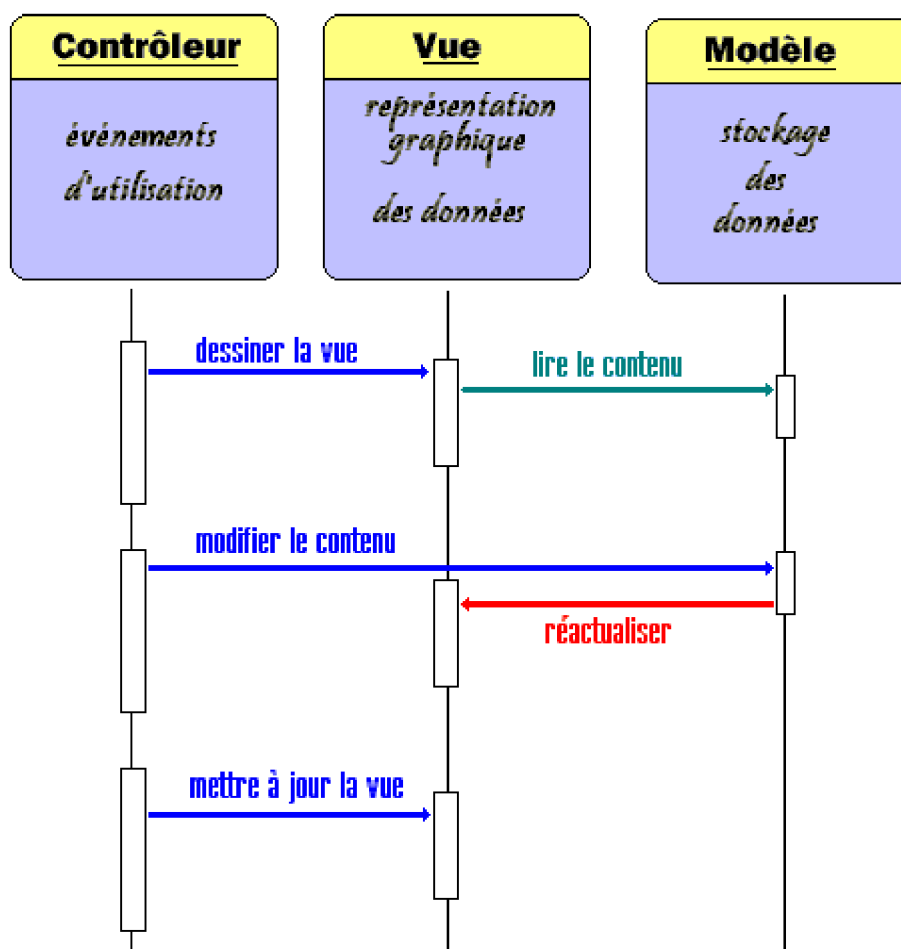 Contrôleur
événements
d'utilisation
Vue
représentation
graphique
des données
Modèle
stockage
des
données
dessiner la vue
lire le contenu
modifier le contenu
réactualiser
mettre à jour la vue